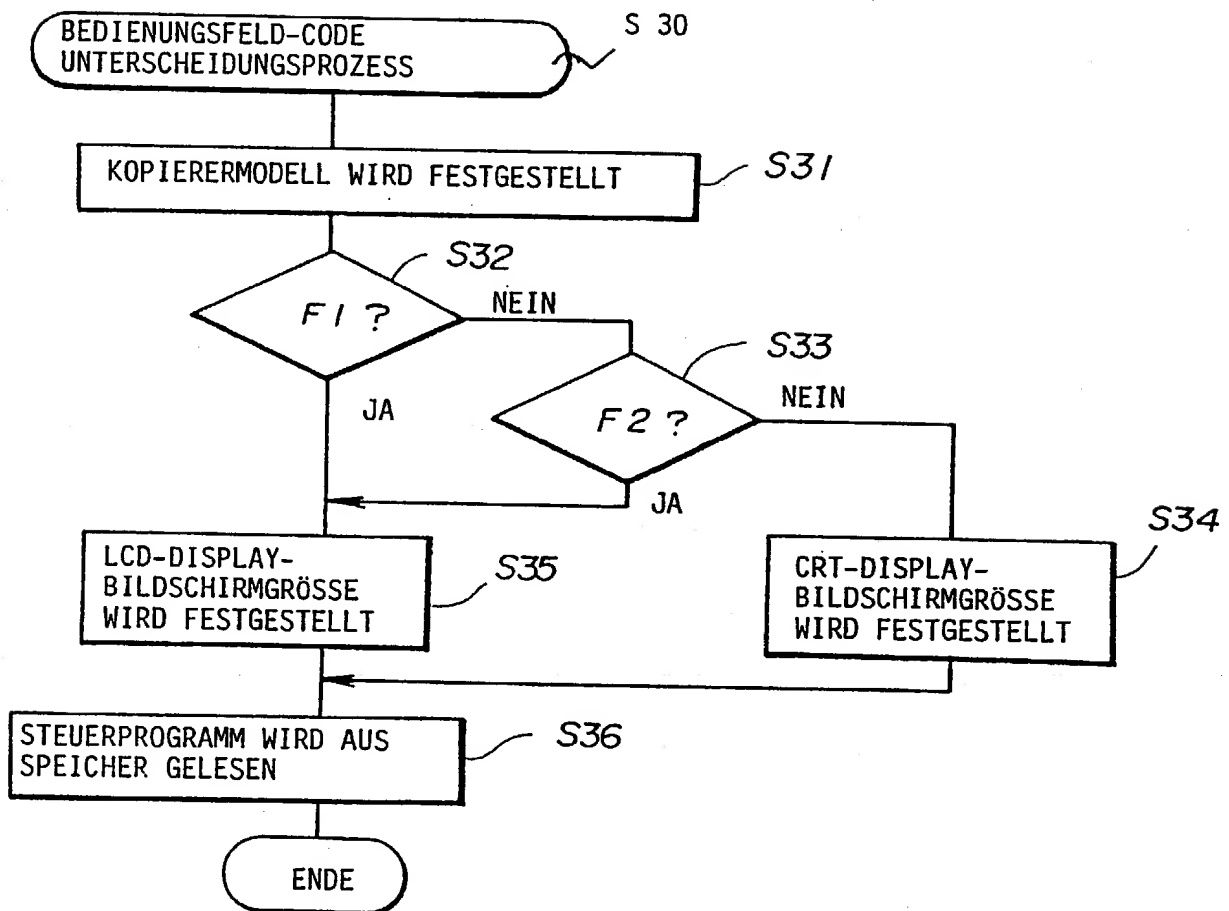 BEDIENUNGSFELD-CODE
UNTERSCHEIDUNGSPROZESS
S 30
KOPIERERMODELL WIRD FESTGESTELLT
S31
S32
F1 ?
NEIN
S33
JA
F2 ?
NEIN
JA
S34
LCD-DISPLAY-
BILDSCHIRMGRÖSSE
WIRD FESTGESTELLT
S35
CRT-DISPLAY-
BILDSCHIRMGRÖSSE
WIRD FESTGESTELLT
STEUERPROGRAMM WIRD AUS
SPEICHER GELESEN
S36
ENDE